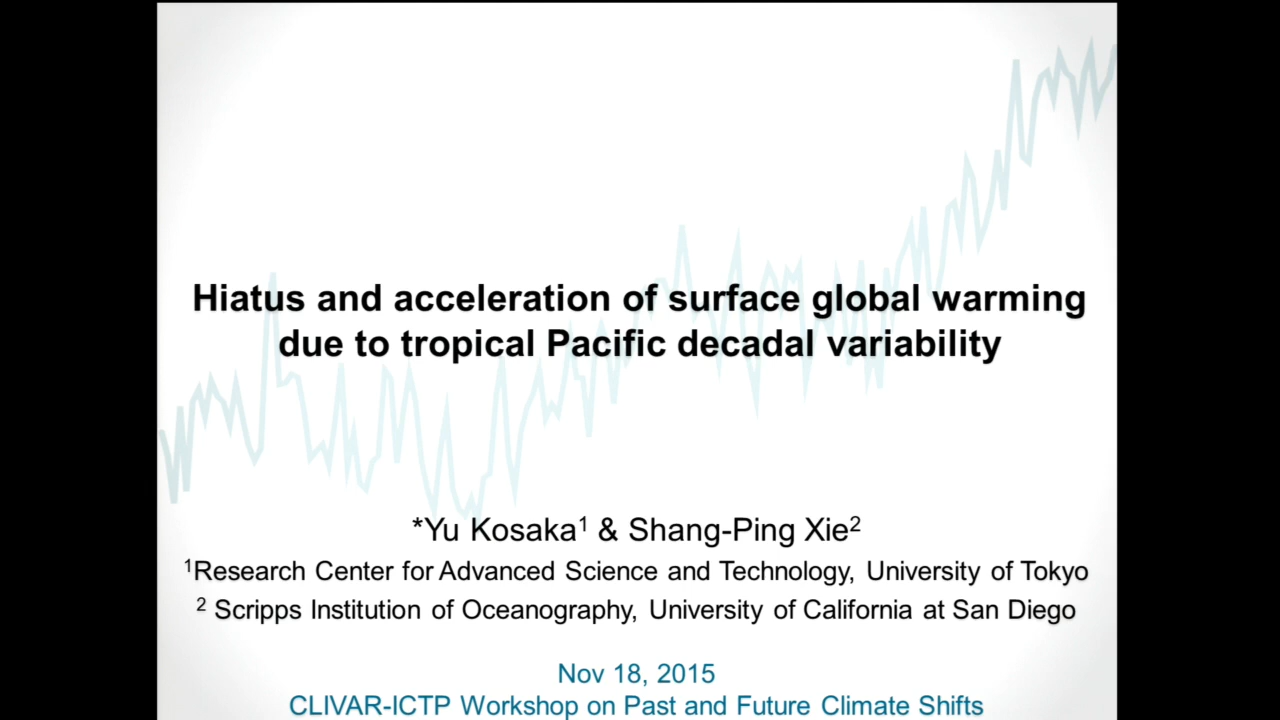 Hiatus and acceleration of surface global warming
due to tropical Pacific decadal variability
*Yu Kosaka¹ & Shang-Ping Xie²
¹Research Center for Advanced Science and Technology, University of Tokyo
² Scripps Institution of Oceanography, University of California at San Diego
Nov 18, 2015
CLIVAR-ICTP Workshop on Past and Future Climate Shifts